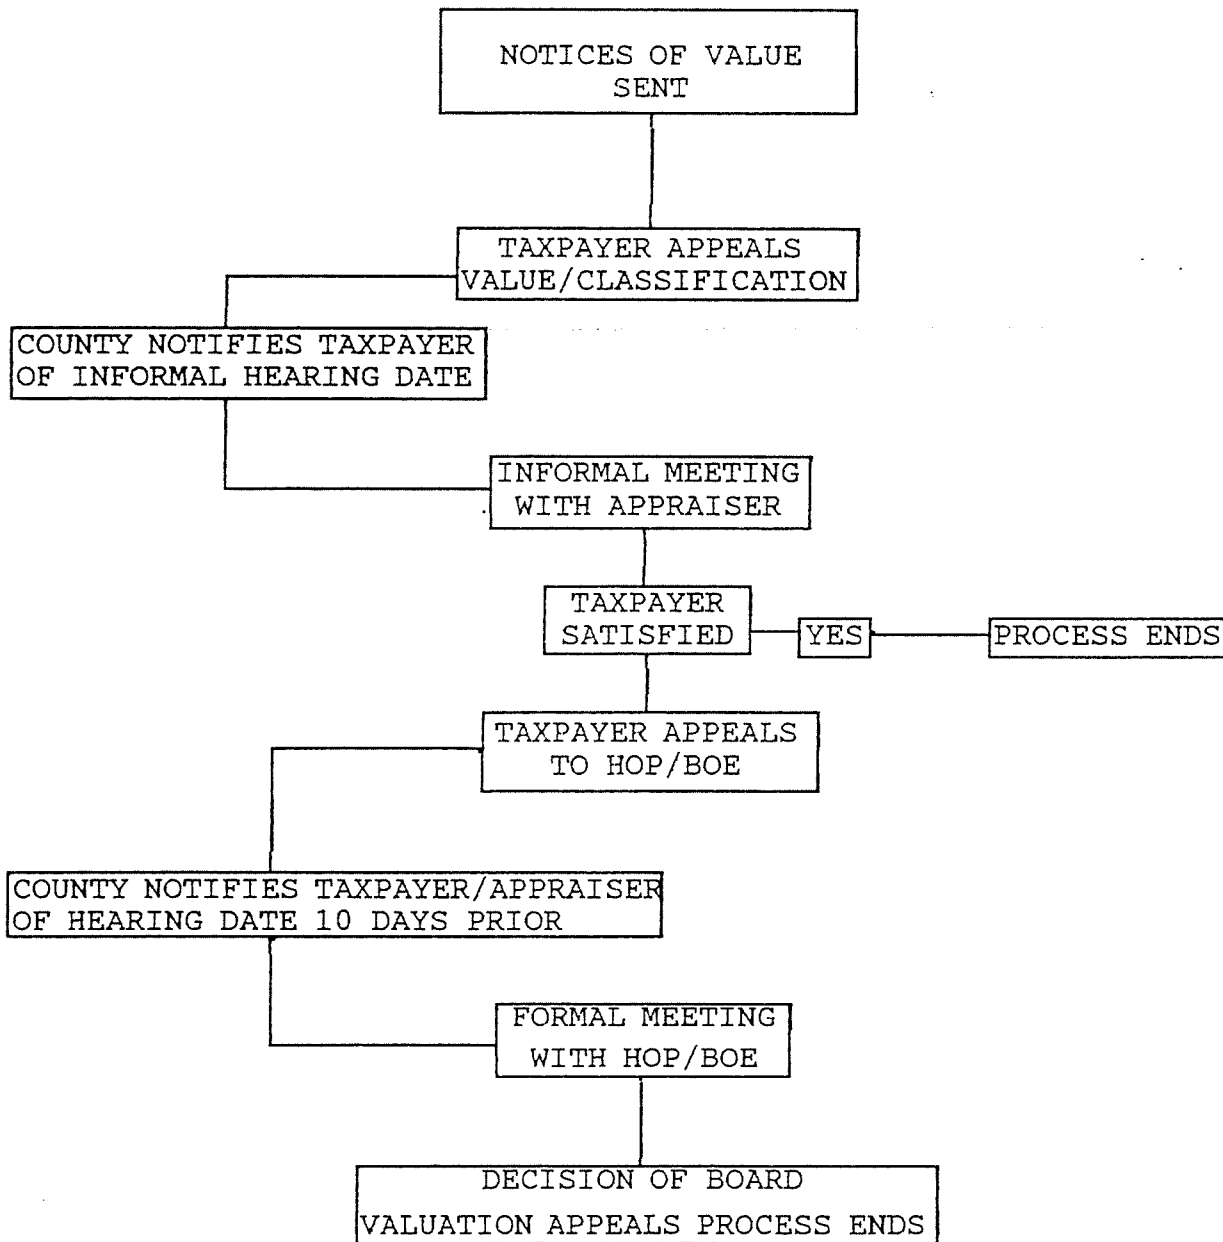 NOTICES OF VALUE
SENT
TAXPAYER APPEALS
VALUE/CLASSIFICATION
COUNTY NOTIFIES TAXPAYER
OF INFORMAL HEARING DATE
INFORMAL MEETING
WITH APPRAISER
TAXPAYER
SATISFIED
YES
PROCESS ENDS
TAXPAYER APPEALS
TO HOP/BOE
COUNTY NOTIFIES TAXPAYER/APPRAISER
OF HEARING DATE 10 DAYS PRIOR
FORMAL MEETING
WITH HOP/BOE
DECISION OF BOARD
VALUATION APPEALS PROCESS ENDS